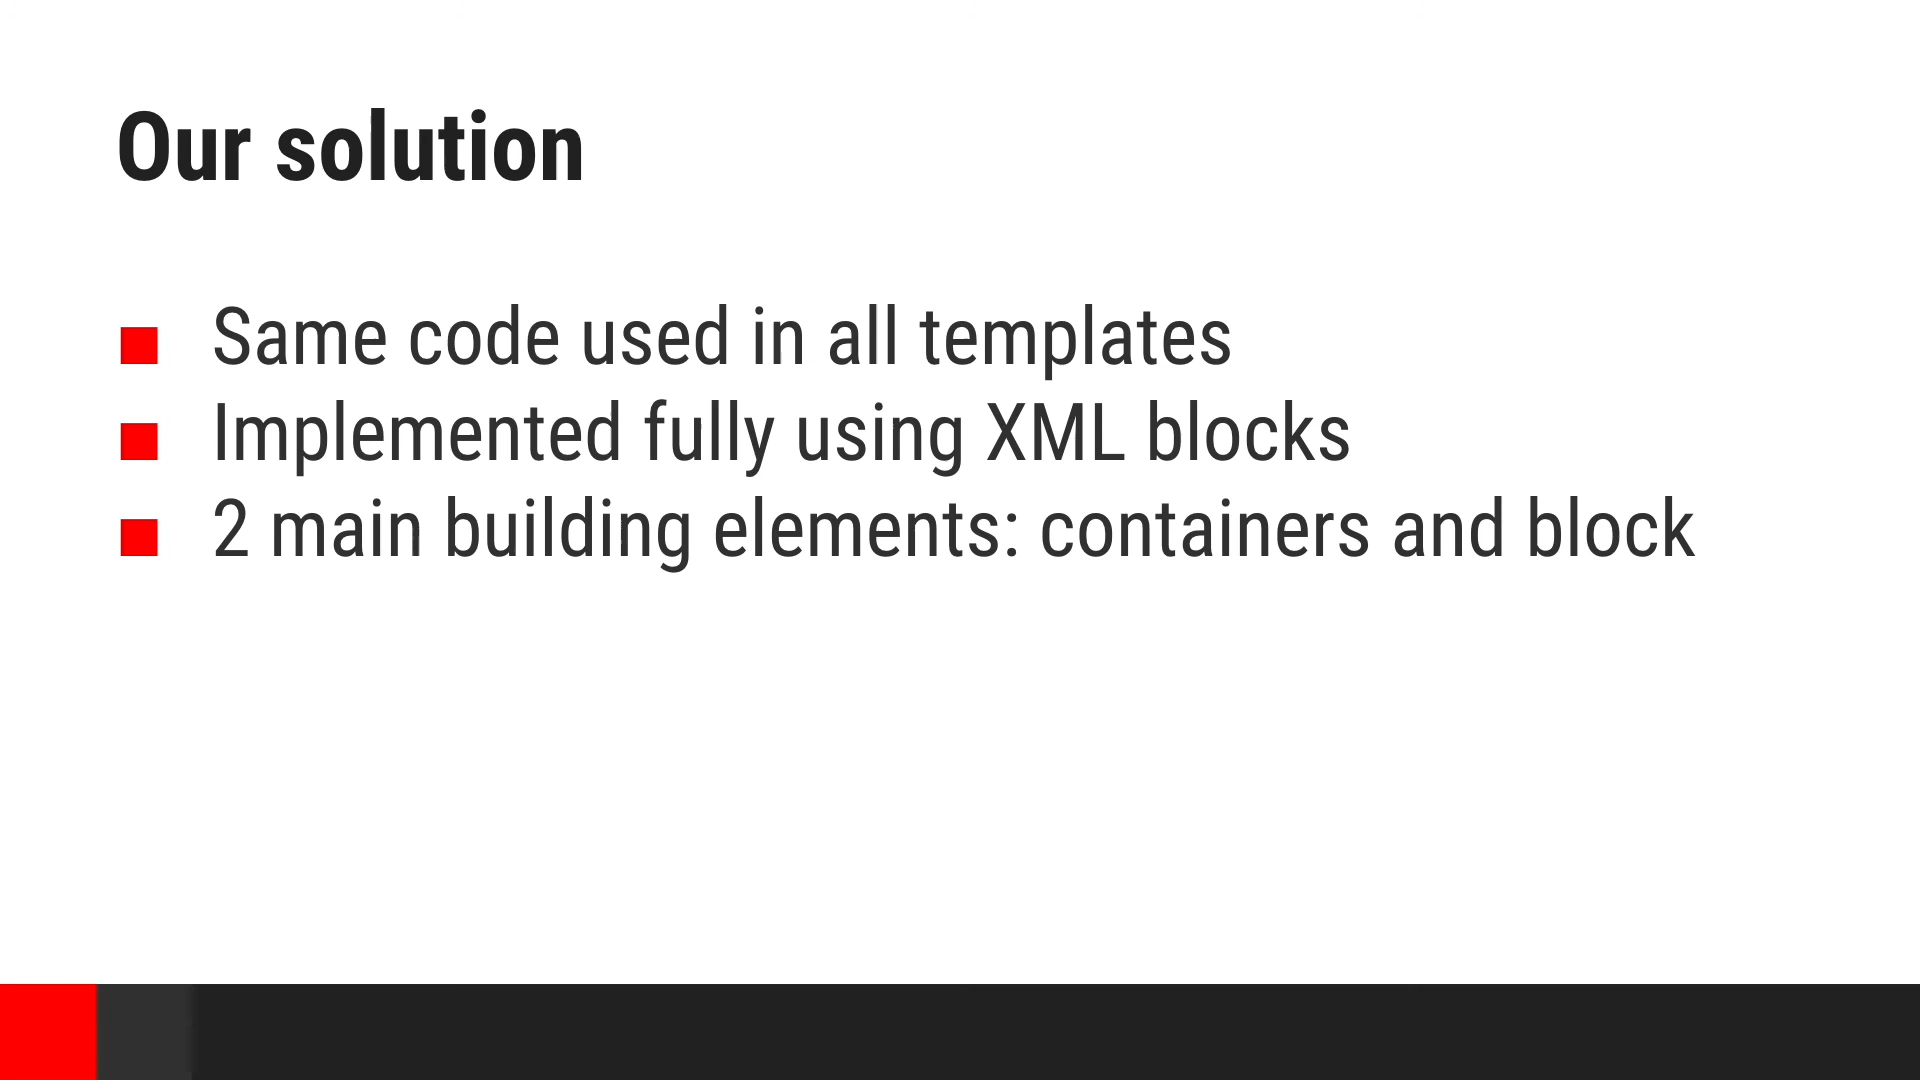 Our solution
Same code used in all templates
Implemented fully using XML blocks
2 main building elements: containers and block